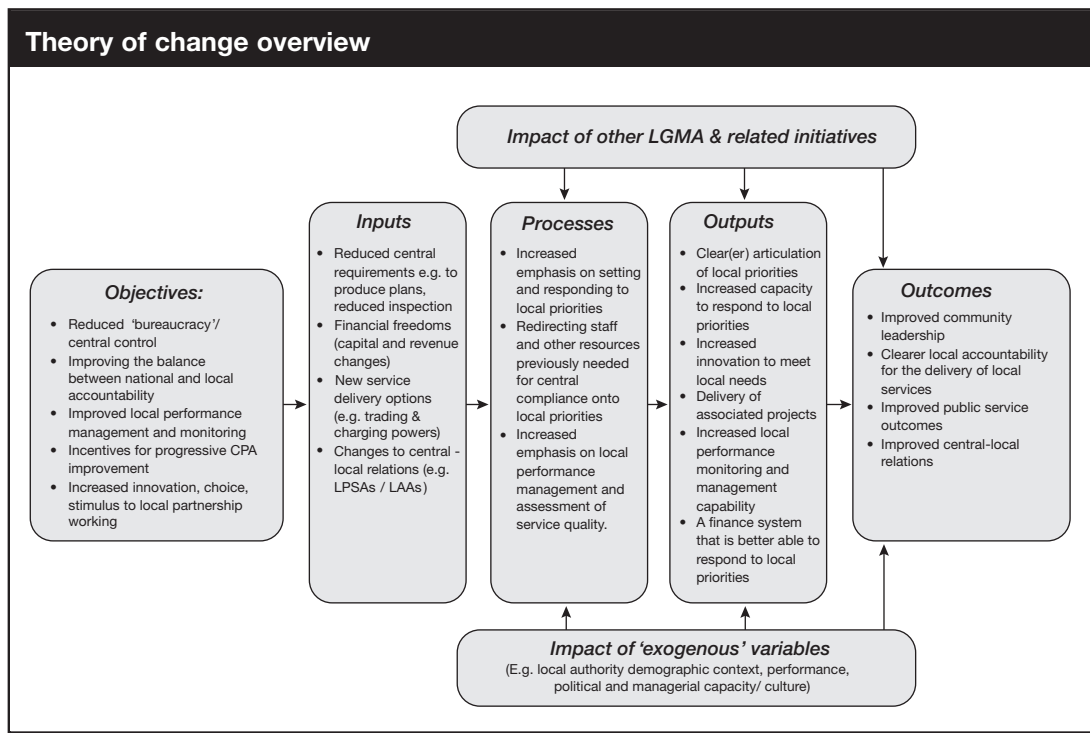 Theory of change overview
Impact of other LGMA & related initiatives
Objectives:
• Reduced ‘bureaucracy’/
central control
• Improving the balance
between national and local
accountability
• Improved local performance
management and monitoring
• Incentives for progressive CPA
improvement
• Increased innovation, choice,
stimulus to local partnership
working
Inputs
• Reduced central
requirements e.g. to
produce plans,
reduced inspection
• Financial freedoms
(capital and revenue
changes)
• New service
delivery options
(e.g. trading &
charging powers)
• Changes to central -
local relations (e.g.
LPSAs / LAAs)
Processes
• Increased
emphasis on setting
and responding to
local priorities
• Redirecting staff
and other resources
previously needed
for central
compliance onto
local priorities
• Increased
emphasis on local
performance
management and
assessment of
service quality.
Outputs
• Clear(er) articulation
of local priorities
• Increased capacity
to respond to local
priorities
• Increased
innovation to meet
local needs
• Delivery of
associated projects
• Increased local
performance
monitoring and
management
capability
• A finance system
that is better able to
respond to local
priorities
Outcomes
• Improved community
leadership
• Clearer local accountability
for the delivery of local
services
• Improved public service
outcomes
• Improved central-local
relations
Impact of ‘exogenous’ variables
(E.g. local authority demographic context, performance,
political and managerial capacity/ culture)